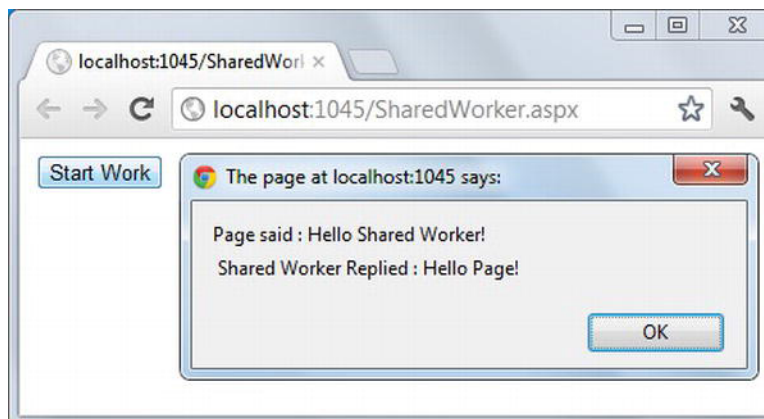 localhost:1045/SharedWorl
localhost:1045/SharedWorker.aspx
Start Work
The page at localhost:1045 says:
Page said : Hello Shared Worker!
Shared Worker Replied : Hello Page!
OK